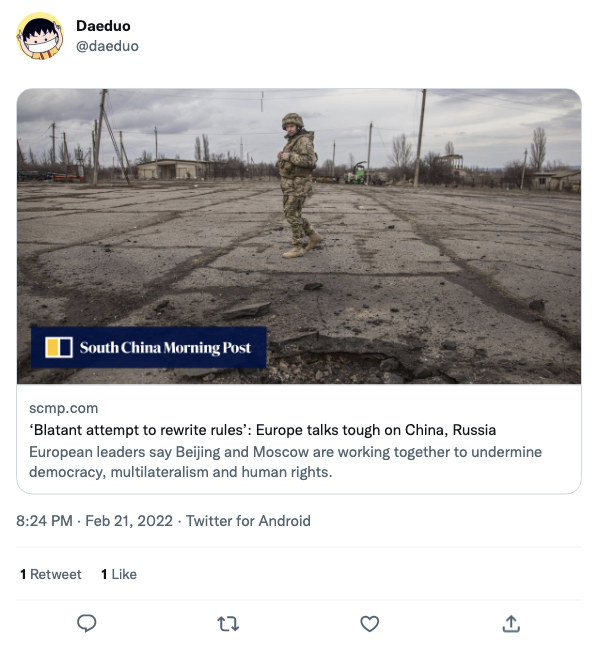 Daeduo
@daeduo
South China Morning Post
scmp.com
‘Blatant attempt to rewrite rules’: Europe talks tough on China, Russia
European leaders say Beijing and Moscow are working together to undermine
democracy, multilateralism and human rights.
8:24 PM · Feb 21, 2022 · Twitter for Android
1 Retweet 1 Like